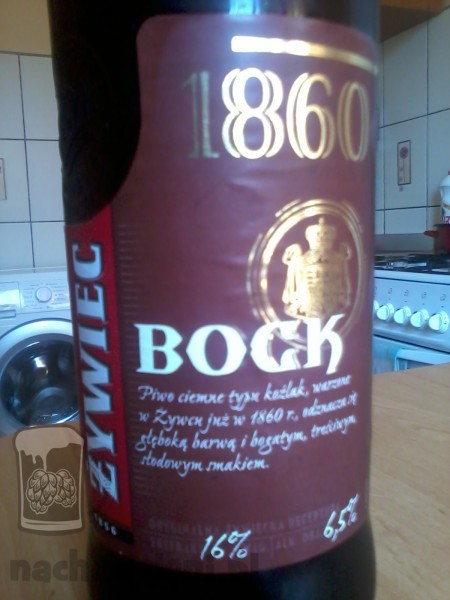 1860
ŻYWIEC
BOCK
Piwo ciemne typu koźlak, warzone
w Żywcu już w 1860 r., odznacza się
głęboką barwą i bogatym, treściwym
słodowym smakiem.
1856
16%
6,5%
nach